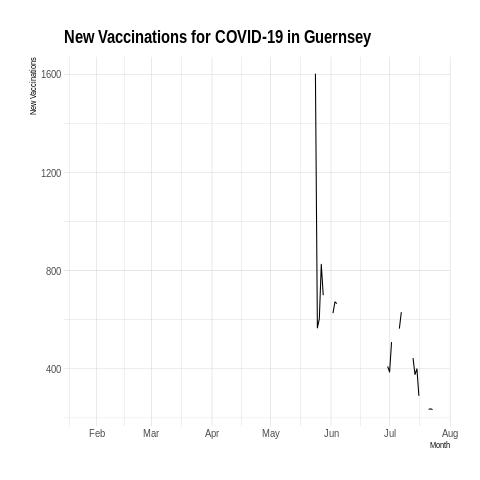 New Vaccinations for COVID-19 in Guernsey
New Vaccinations
1600
1200
800
400
Feb Mar Apr May Jun Jul Aug
Month